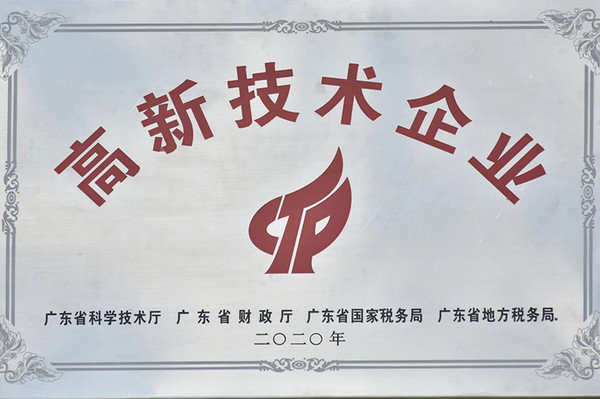 高新技术企业
CTP
广东省科学技术厅 广东省财政厅 广东省国家税务局 广东省地方税务局
二〇二〇年